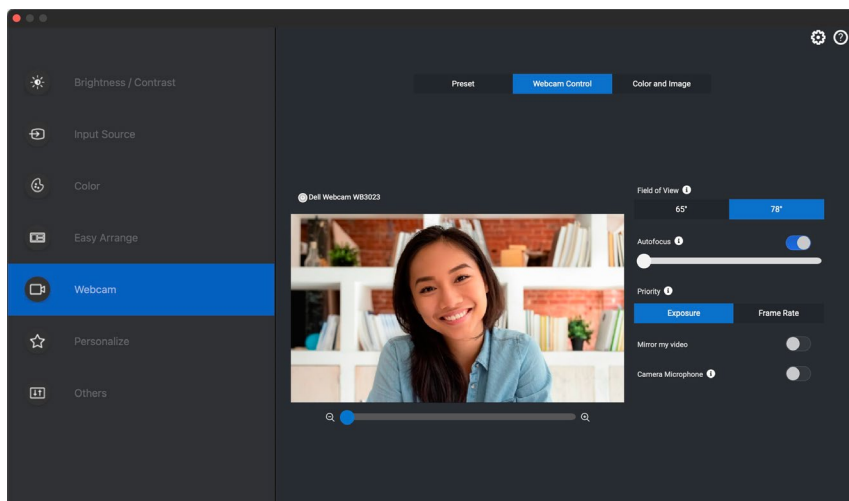 Brightness / Contrast
Input Source
Color
Easy Arrange
Webcam
Personalize
Others
Preset
Webcam Control
Color and Image
Dell Webcam WB3023
Field of View
65°
78°
Autofocus
Priority
Exposure
Frame Rate
Mirror my video
Camera Microphone